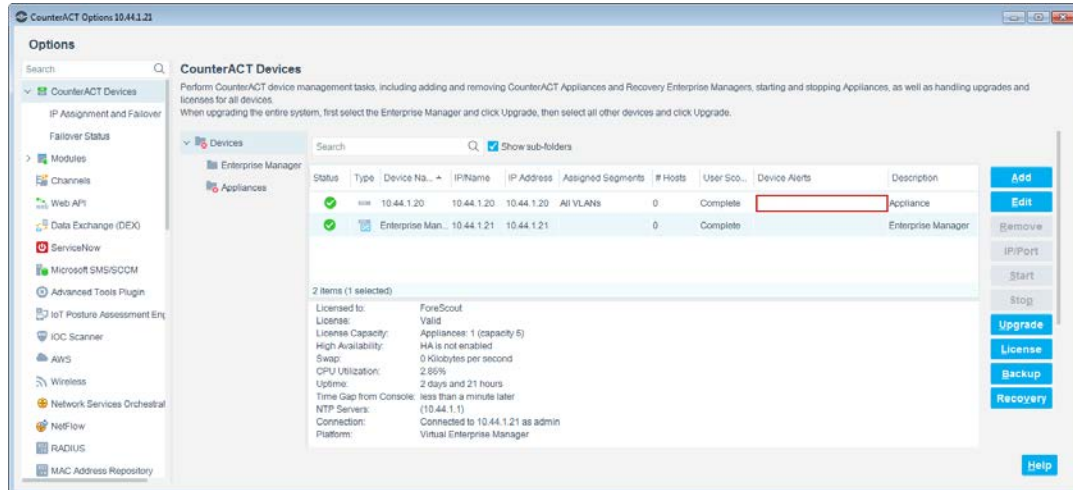 CounterACT Options 10.44.1.21
Options
Search
CounterACT Devices
IP Assignment and Failover
Failover Status
Modules
Channels
Web API
Data Exchange (DEX)
ServiceNow
Microsoft SMS/SCCM
Advanced Tools Plugin
IoT Posture Assessment Eng
IOC Scanner
AWS
Wireless
Network Services Orchestrat
NetFlow
RADIUS
MAC Address Repository
CounterACT Devices
Perform CounterACT device management tasks, including adding and removing CounterACT Appliances and Recovery Enterprise Managers, starting and stopping Appliances, as well as handling upgrades and
licenses for all devices.
When upgrading the entire system, first select the Enterprise Manager and click Upgrade, then select all other devices and click Upgrade.
Devices
Enterprise Manager
Appliances
Search
Show sub-folders
Status Type Device Na... IP/Name IP Address Assigned Segments # Hosts User Sco... Device Alerts Description
10.44.1.20 10.44.1.20 10.44.1.20 All VLANs 0 Complete Appliance
Enterprise Man... 10.44.1.21 10.44.1.21 0 Complete Enterprise Manager
2 items (1 selected)
Licensed to: ForeScout
License: Valid
License Capacity: Appliances: 1 (capacity 5)
High Availability: HA is not enabled
Swap: 0 Kilobytes per second
CPU Utilization: 2.86%
Uptime: 2 days and 21 hours
Time Gap from Console: less than a minute later
NTP Servers: (10.44.1.1)
Connection: Connected to 10.44.1.21 as admin
Platform: Virtual Enterprise Manager
Add
Edit
Remove
IP/Port
Start
Stop
Upgrade
License
Backup
Recovery
Help